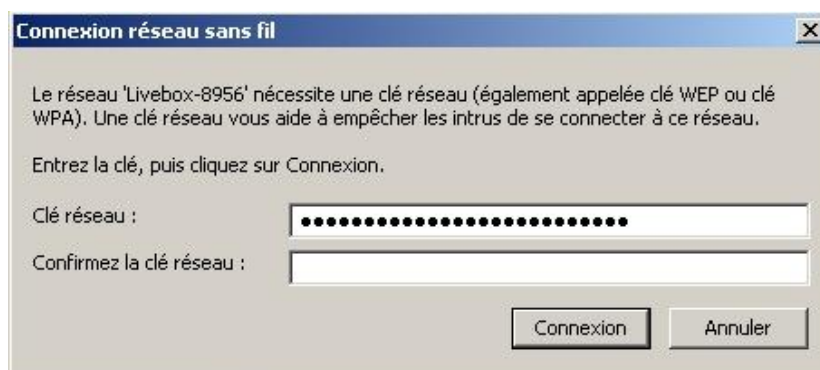 Connexion réseau sans fil
Le réseau 'Livebox-8956' nécessite une clé réseau (également appelée clé WEP ou clé
WPA). Une clé réseau vous aide à empêcher les intrus de se connecter à ce réseau.
Entrez la clé, puis cliquez sur Connexion.
Clé réseau : ••••••••••••••••••••••••••
Confirmez la clé réseau :
Connexion Annuler